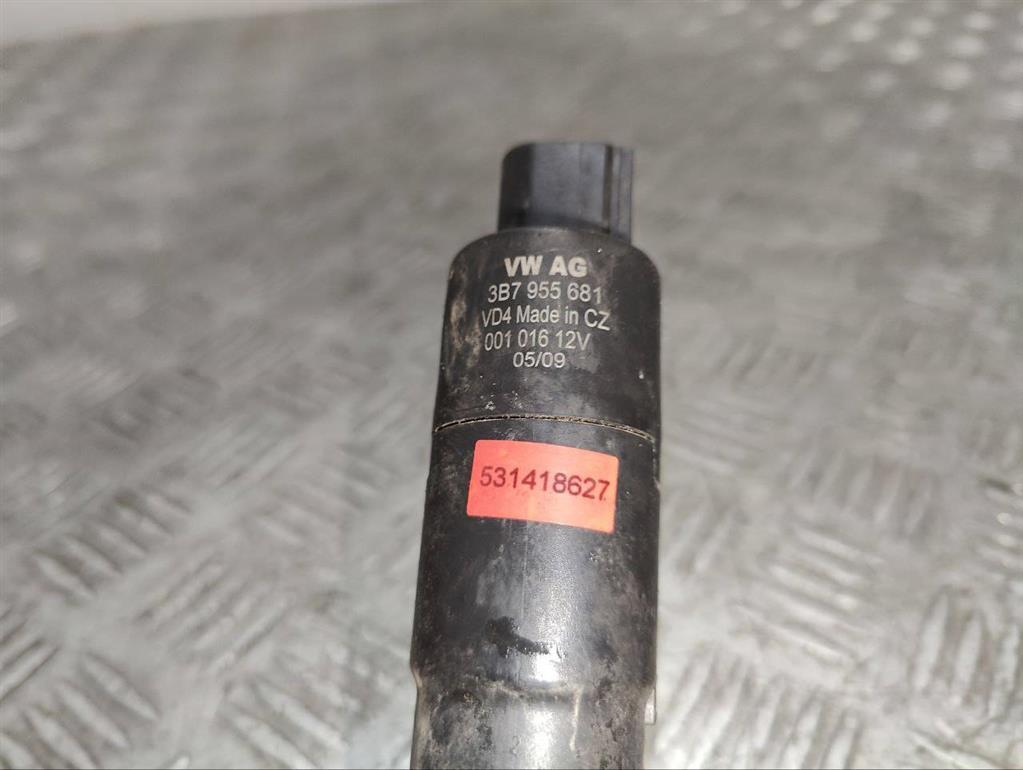 VW AG
3B7 955 681
VD4 Made in CZ
001 016 12V
05/09
531418627